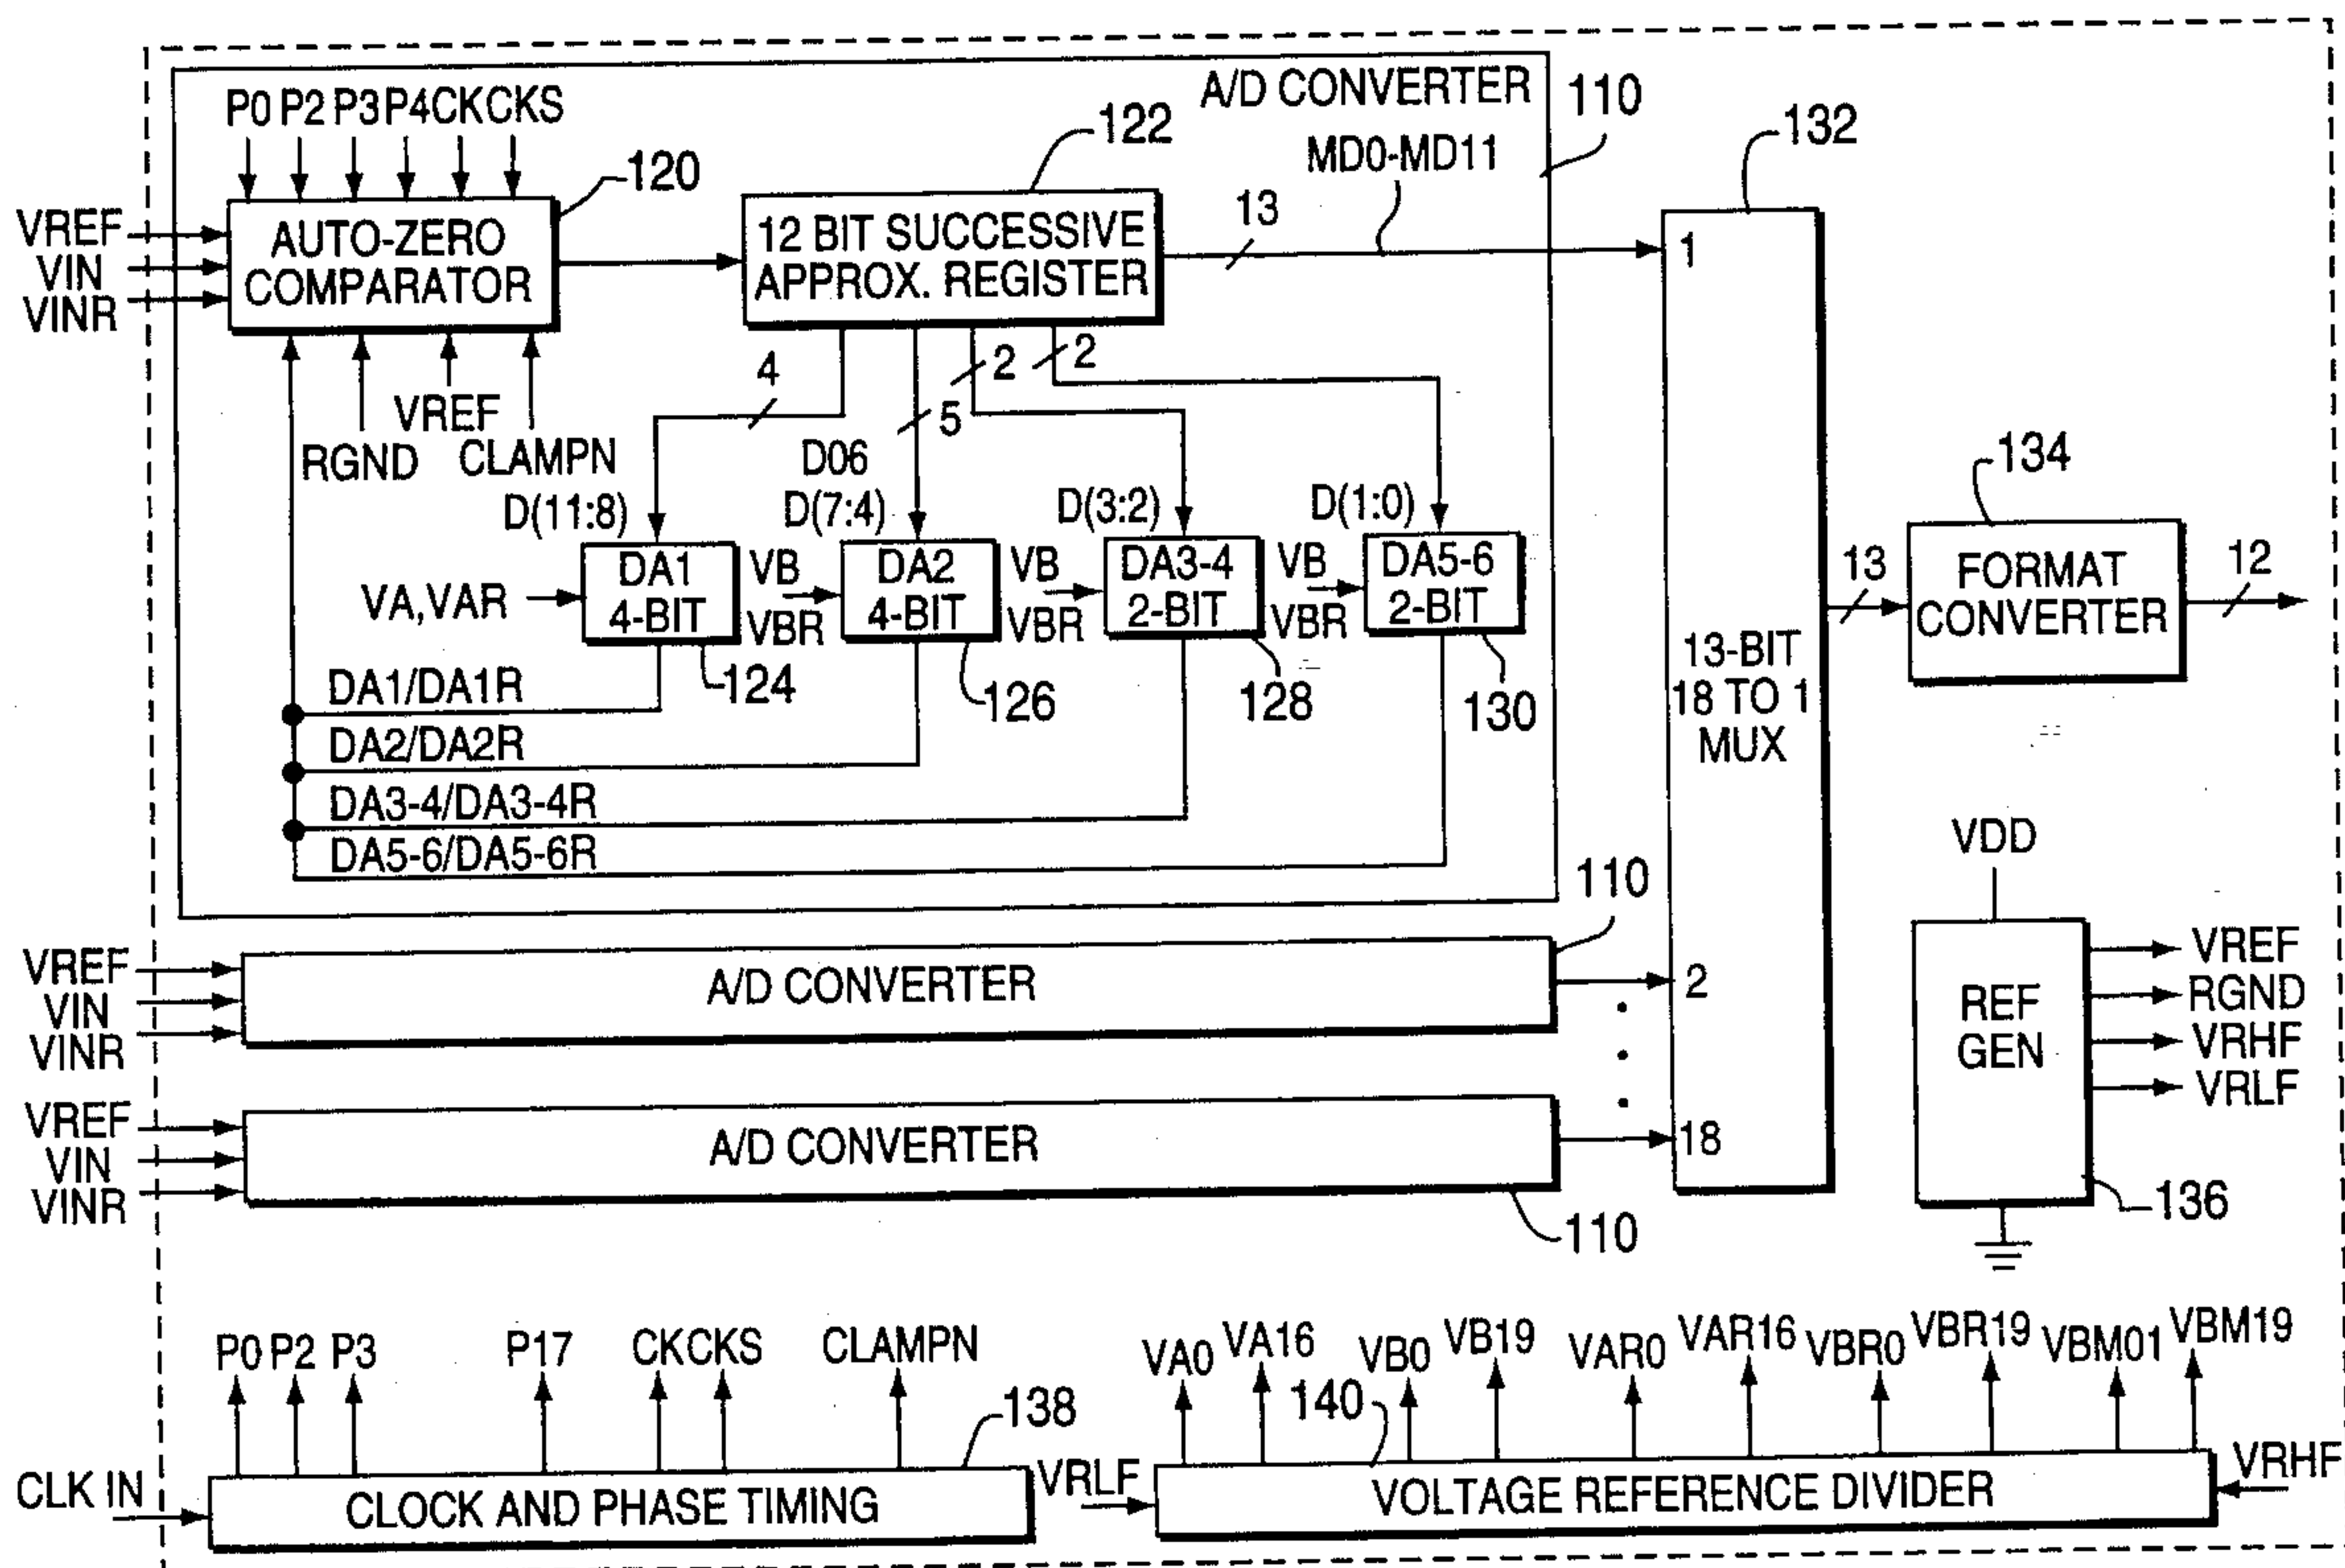 A/D CONVERTER
110
P0 P2 P3 P4 CK CKS
122
MD0-MD11
132
120
VREF
VIN
VINR
AUTO-ZERO
COMPARATOR
12 BIT SUCCESSIVE
APPROX. REGISTER
13
1
4
5
2
2
VREF
RGND
CLAMPN
D(11:8)
D06
D(7:4)
D(3:2)
D(1:0)
134
VA,VAR
DA1
4-BIT
VB
VBR
DA2
4-BIT
VB
VBR
DA3-4
2-BIT
VB
VBR
DA5-6
2-BIT
13-BIT
18 TO 1
MUX
13
FORMAT
CONVERTER
12
124
126
128
130
DA1/DA1R
DA2/DA2R
DA3-4/DA3-4R
DA5-6/DA5-6R
VDD
110
VREF
VIN
VINR
A/D CONVERTER
2
REF
GEN
VREF
RGND
VRHF
VRLF
VREF
VIN
VINR
A/D CONVERTER
18
136
110
P0 P2 P3
P17
CK CKS
CLAMPN
VA0
VA16
VB0
VB19
VAR0
VAR16
VBR0
VBR19
VBM01
VBM19
138
140
CLK IN
CLOCK AND PHASE TIMING
VRLF
VOLTAGE REFERENCE DIVIDER
VRHF